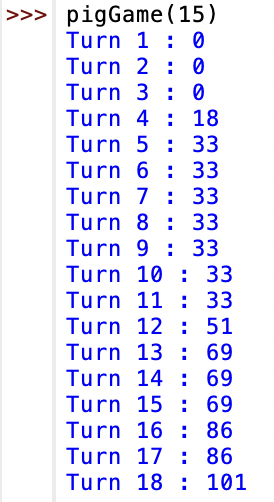 >>> pigGame(15)
Turn 1 : 0
Turn 2 : 0
Turn 3 : 0
Turn 4 : 18
Turn 5 : 33
Turn 6 : 33
Turn 7 : 33
Turn 8 : 33
Turn 9 : 33
Turn 10 : 33
Turn 11 : 33
Turn 12 : 51
Turn 13 : 69
Turn 14 : 69
Turn 15 : 69
Turn 16 : 86
Turn 17 : 86
Turn 18 : 101